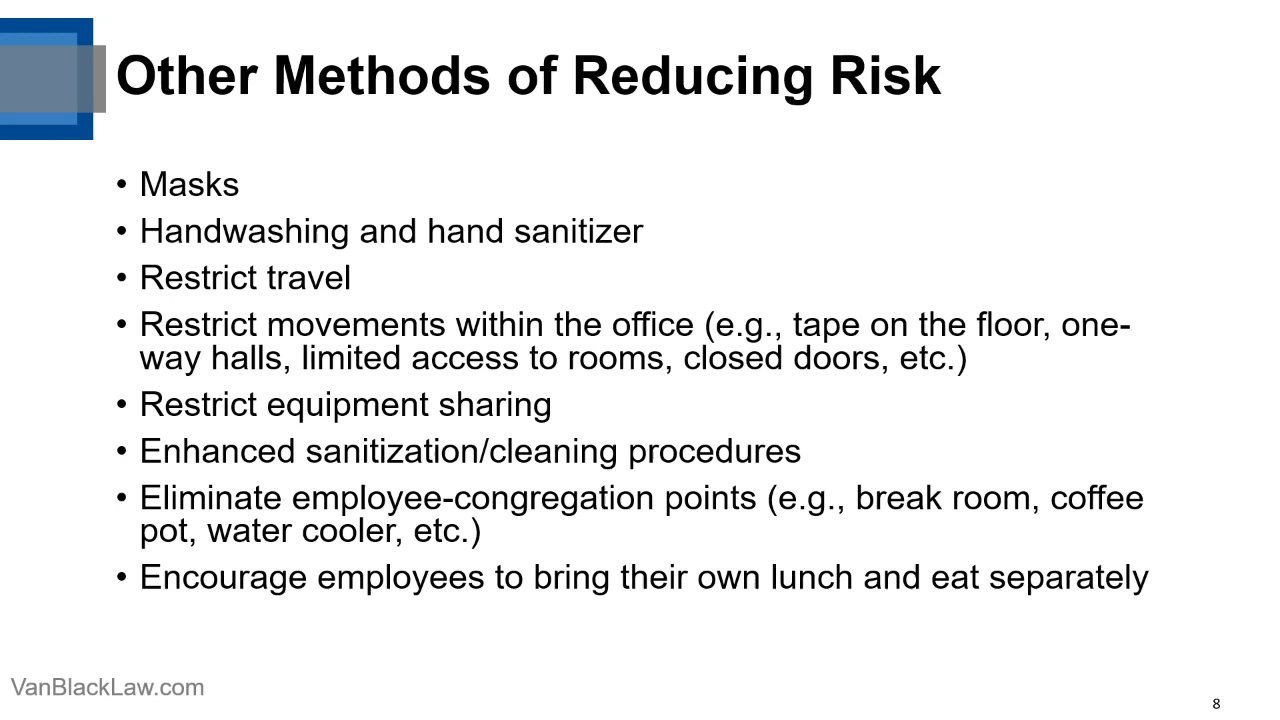 Other Methods of Reducing Risk
• Masks
• Handwashing and hand sanitizer
• Restrict travel
• Restrict movements within the office (e.g., tape on the floor, one-
way halls, limited access to rooms, closed doors, etc.)
• Restrict equipment sharing
• Enhanced sanitization/cleaning procedures
• Eliminate employee-congregation points (e.g., break room, coffee
pot, water cooler, etc.)
• Encourage employees to bring their own lunch and eat separately
VanBlackLaw.com
8